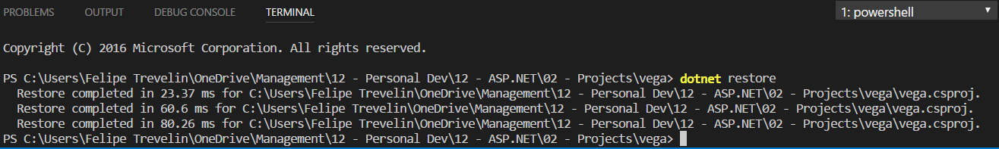 PROBLEMS OUTPUT DEBUG CONSOLE TERMINAL 1: powershell
Copyright (C) 2016 Microsoft Corporation. All rights reserved.
PS C:\Users\Felipe Trevelin\OneDrive\Management\12 - Personal Dev\12 - ASP.NET\02 - Projects\vega> dotnet restore
Restore completed in 23.37 ms for C:\Users\Felipe Trevelin\OneDrive\Management\12 - Personal Dev\12 - ASP.NET\02 - Projects\vega\vega.csproj.
Restore completed in 60.6 ms for C:\Users\Felipe Trevelin\OneDrive\Management\12 - Personal Dev\12 - ASP.NET\02 - Projects\vega\vega.csproj.
Restore completed in 80.26 ms for C:\Users\Felipe Trevelin\OneDrive\Management\12 - Personal Dev\12 - ASP.NET\02 - Projects\vega\vega.csproj.
PS C:\Users\Felipe Trevelin\OneDrive\Management\12 - Personal Dev\12 - ASP.NET\02 - Projects\vega>